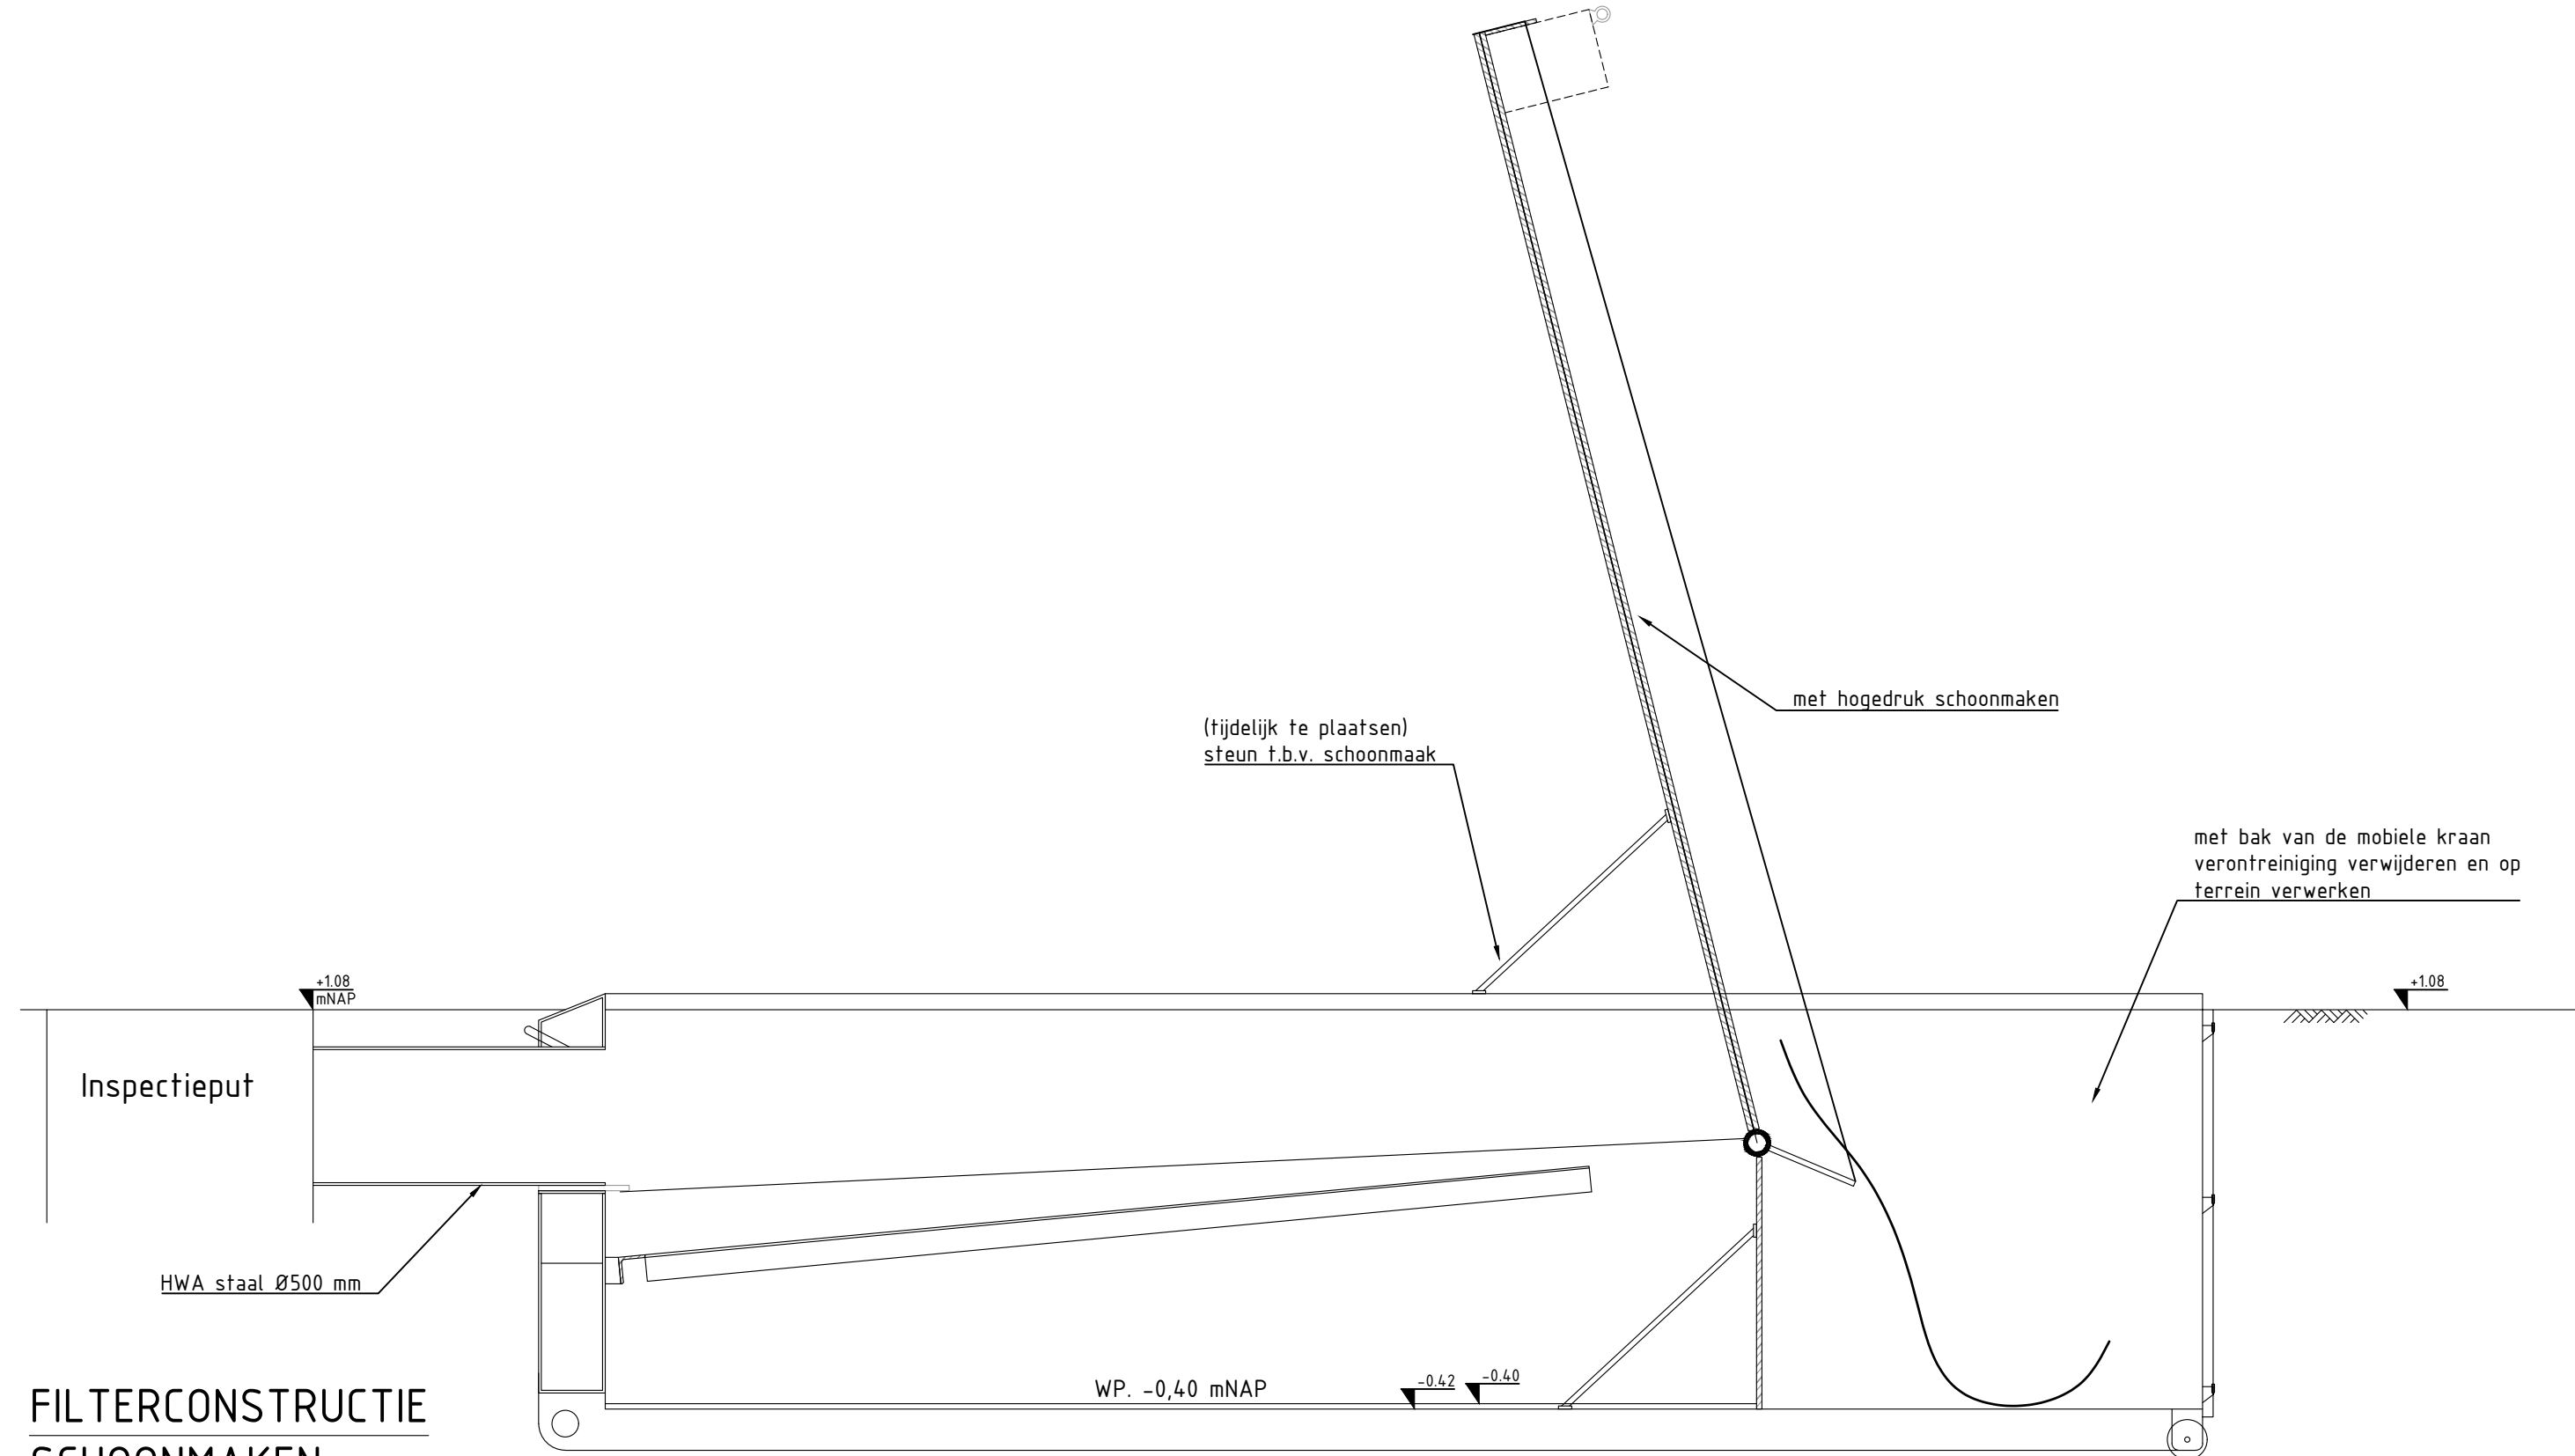 met hogedruk schoonmaken
(tijdelijk te plaatsen)
steun t.b.v. schoonmaak
met bak van de mobiele kraan
verontreiniging verwijderen en op
terrein verwerken
+1.08
mNAP
+1.08
Inspectieput
HWA staal Ø500 mm
WP. -0,40 mNAP
-0.42
-0.40
FILTERCONSTRUCTIE
SCHOONMAKEN